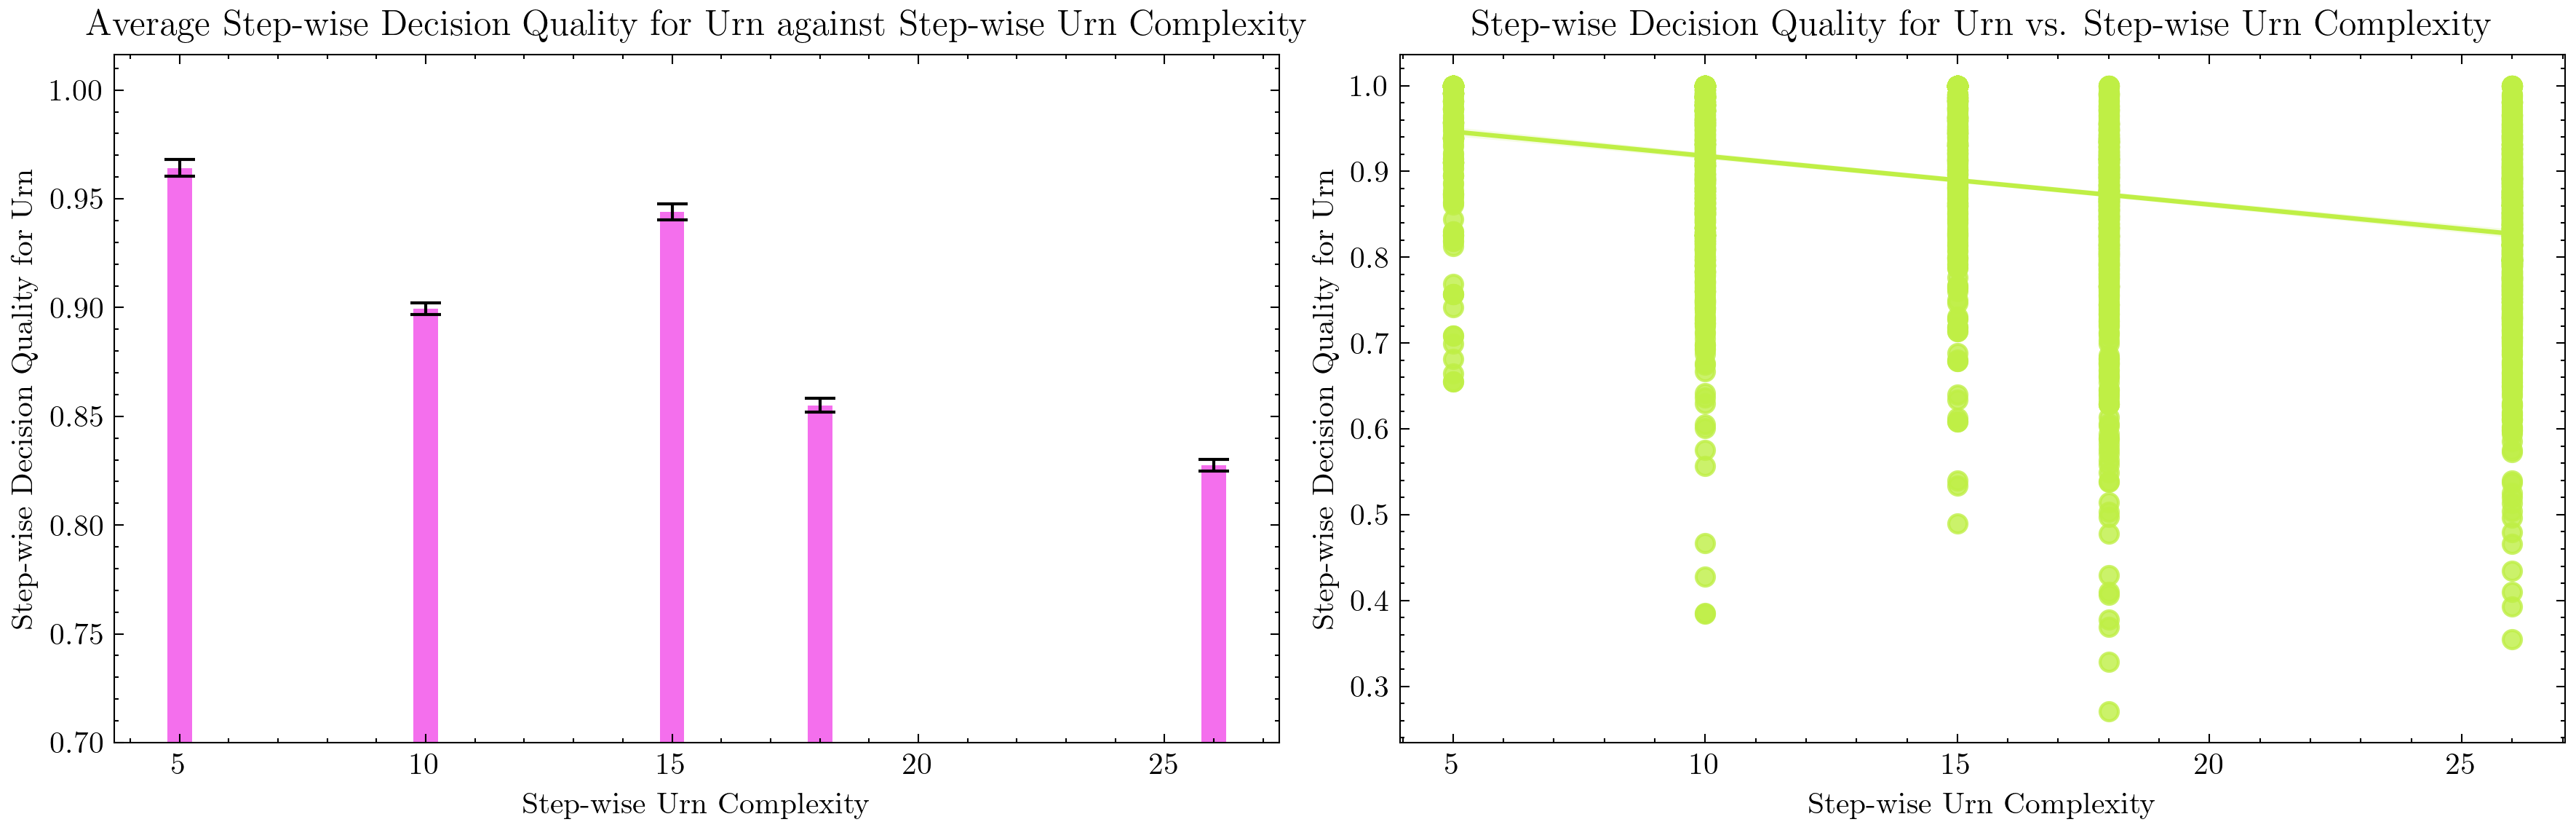 Average Step-wise Decision Quality for Urn against Step-wise Urn Complexity
Step-wise Decision Quality for Urn
1.00
0.95
0.90
0.85
0.80
0.75
0.70
5 10 15 20 25
Step-wise Urn Complexity
Step-wise Decision Quality for Urn vs. Step-wise Urn Complexity
Step-wise Decision Quality for Urn
1.0
0.9
0.8
0.7
0.6
0.5
0.4
0.3
5 10 15 20 25
Step-wise Urn Complexity